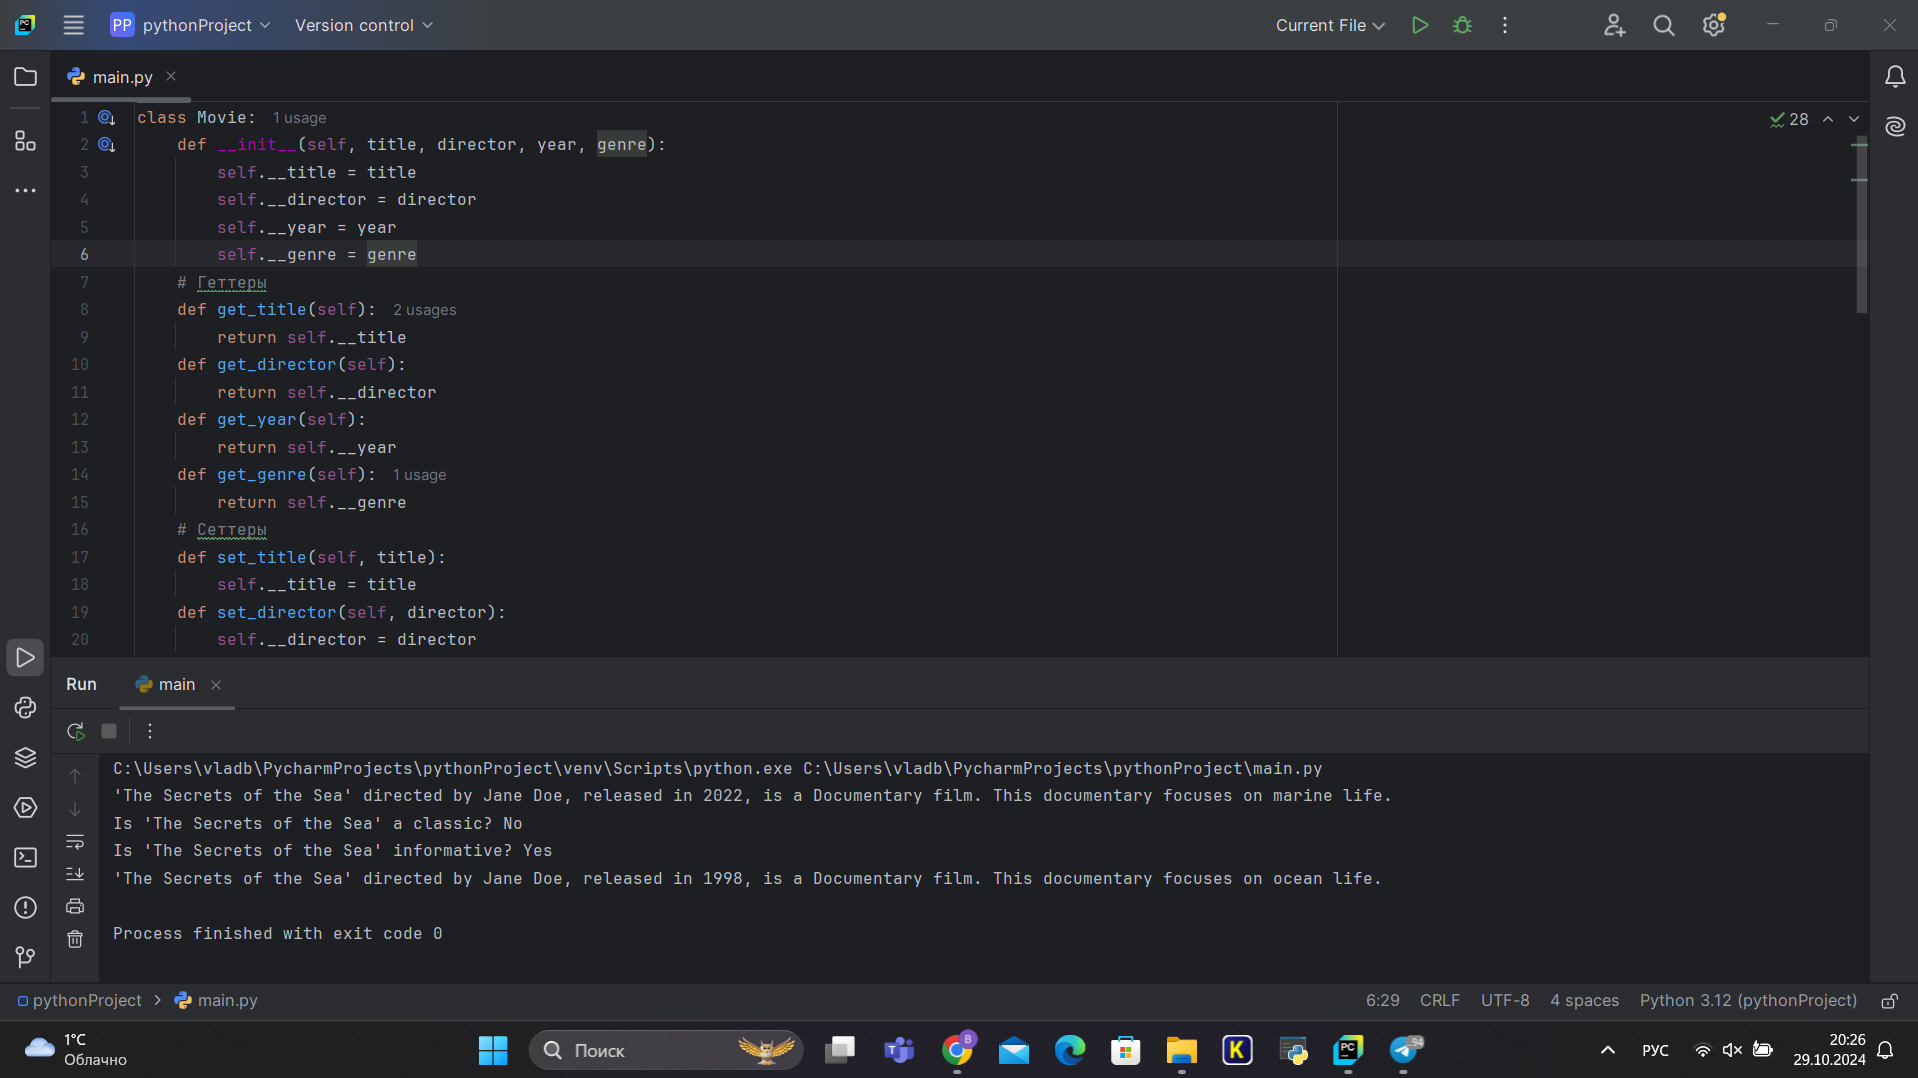 PP pythonProject Version control Current File
main.py
1 class Movie: 1 usage
28
2 def __init__(self, title, director, year, genre):
3 self.__title = title
4 self.__director = director
5 self.__year = year
6 self.__genre = genre
7 # Геттеры
8 def get_title(self): 2 usages
9 return self.__title
10 def get_director(self):
11 return self.__director
12 def get_year(self):
13 return self.__year
14 def get_genre(self): 1 usage
15 return self.__genre
16 # Сеттеры
17 def set_title(self, title):
18 self.__title = title
19 def set_director(self, director):
20 self.__director = director
Run main
C:\Users\vladb\PycharmProjects\pythonProject\venv\Scripts\python.exe C:\Users\vladb\PycharmProjects\pythonProject\main.py
'The Secrets of the Sea' directed by Jane Doe, released in 2022, is a Documentary film. This documentary focuses on marine life.
Is 'The Secrets of the Sea' a classic? No
Is 'The Secrets of the Sea' informative? Yes
'The Secrets of the Sea' directed by Jane Doe, released in 1998, is a Documentary film. This documentary focuses on ocean life.
Process finished with exit code 0
pythonProject > main.py 6:29 CRLF UTF-8 4 spaces Python 3.12 (pythonProject)
1°C
Облачно
Поиск
РУС
20:26
29.10.2024